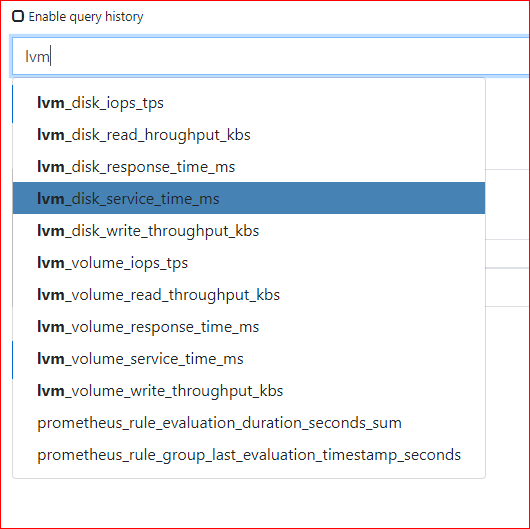 Enable query history
lvm
lvm_disk_iops_tps
lvm_disk_read_hroughput_kbs
lvm_disk_response_time_ms
lvm_disk_service_time_ms
lvm_disk_write_throughput_kbs
lvm_volume_iops_tps
lvm_volume_read_throughput_kbs
lvm_volume_response_time_ms
lvm_volume_service_time_ms
lvm_volume_write_throughput_kbs
prometheus_rule_evaluation_duration_seconds_sum
prometheus_rule_group_last_evaluation_timestamp_seconds